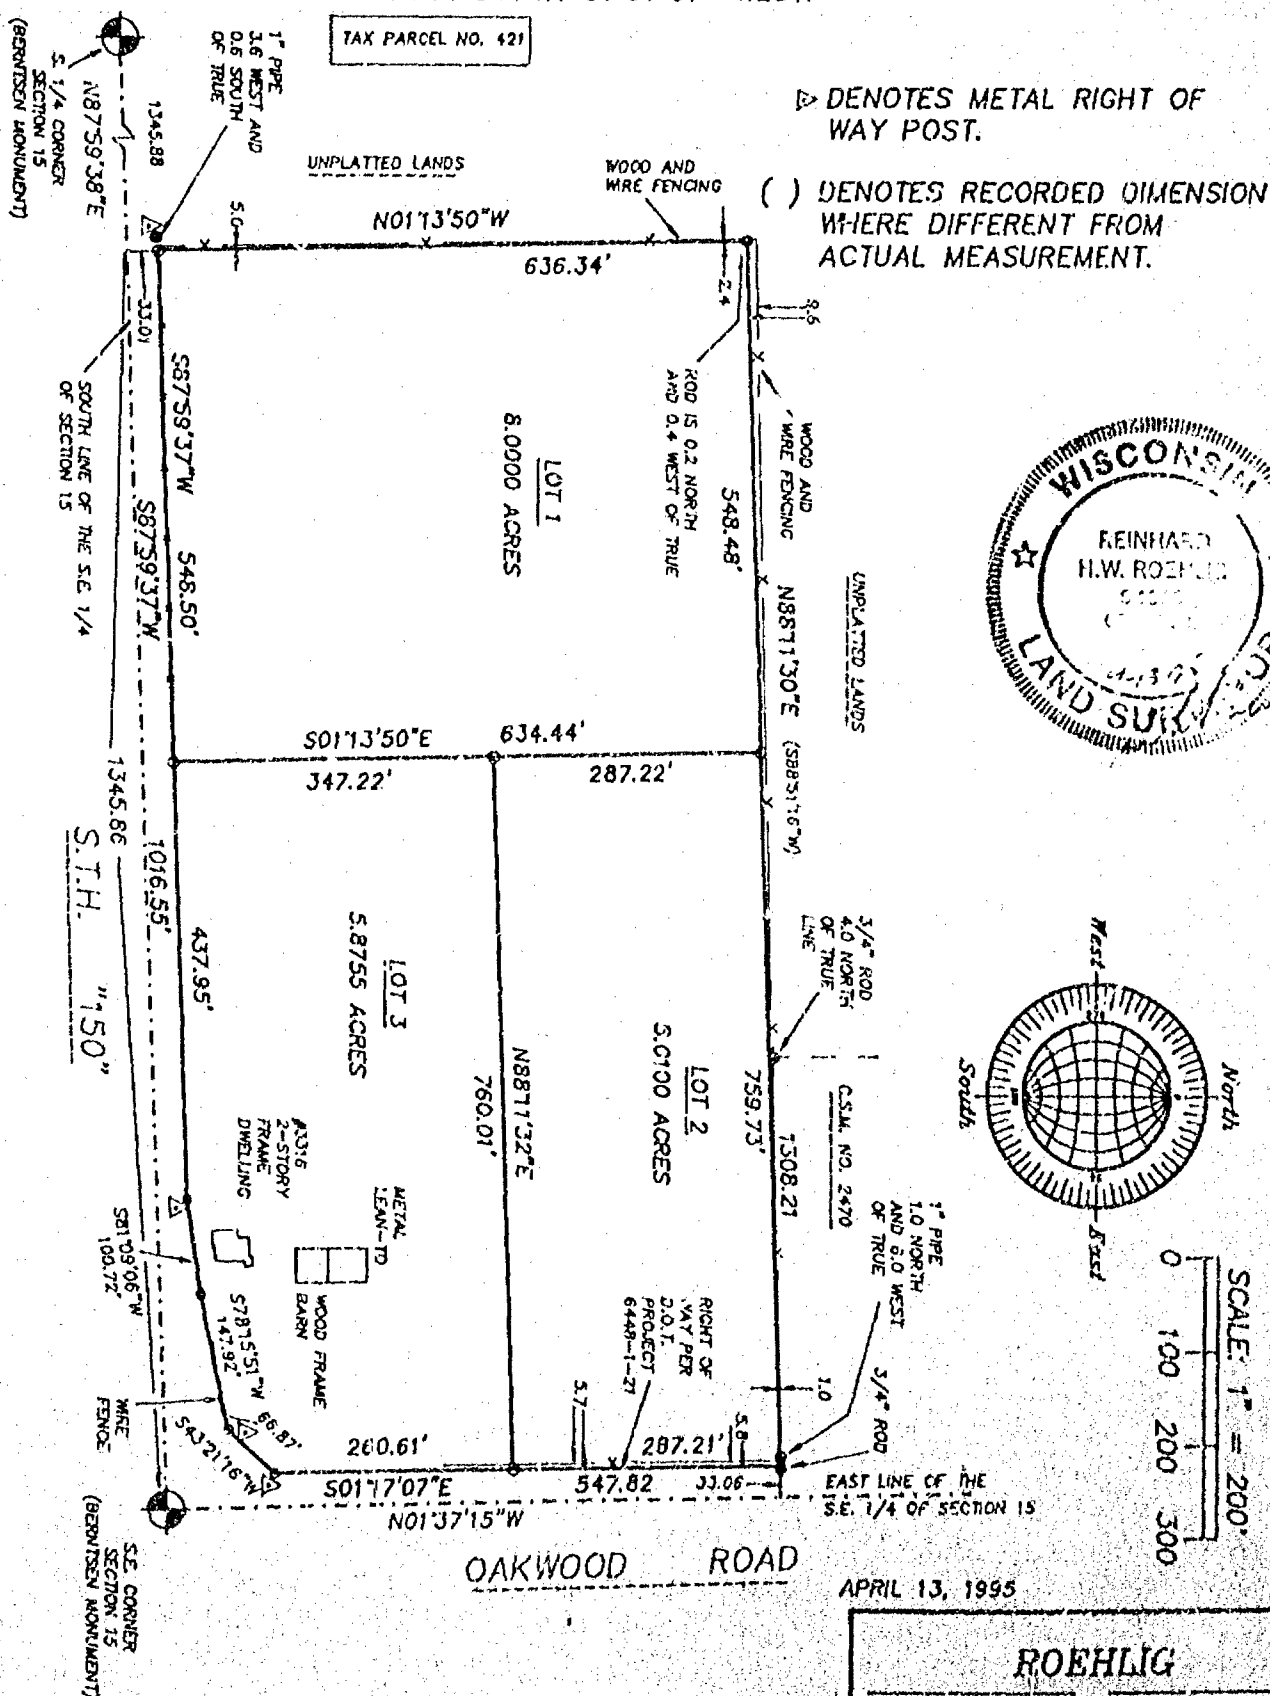 TAX PARCEL NO. 421
DENOTES METAL RIGHT OF
WAY POST.
( ) DENOTES RECORDED DIMENSION
WHERE DIFFERENT FROM
ACTUAL MEASUREMENT.
1" PIPE
3.6 WEST AND
0.6 SOUTH
OF TRUE
1345.88
N87°59'38"E
S. 1/4 CORNER
SECTION 15
(BERNTSEN MONUMENT)
UNPLATTED LANDS
WOOD AND
WIRE FENCING
N01°13'50"W
636.34'
5.0
2.4
9.6
33.01
SOUTH LINE OF THE S.E. 1/4
OF SECTION 15
S87°59'37"W
548.50'
S87°59'37"W
1016.55'
1345.86
LOT 1
8.0000 ACRES
ROD IS 0.2 NORTH
AND 0.4 WEST OF TRUE
548.48'
WOOD AND
WIRE FENCING
N88°11'30"E
(S88°51'16"W)
UNPLATTED LANDS
WISCONSIN
REINHARD
H.W. ROEHLIG
LAND
S01°13'50"E
634.44'
347.22'
287.22'
S.T.H. "150"
437.95'
LOT 3
5.8755 ACRES
N88°11'32"E
760.01'
LOT 2
5.0100 ACRES
759.73'
1308.21
3/4" ROD
4.0 NORTH
OF TRUE
LINE
C.S.M. NO. 2470
1" PIPE
1.0 NORTH
AND 6.0 WEST
OF TRUE
3/4" ROD
1.0
#3316
2-STORY
FRAME
DWELLING
METAL
LEAN-TO
WOOD FRAME
BARN
RIGHT OF
WAY PER
D.O.T.
PROJECT
6448-1-21
S81°09'06"W
100.72'
S78°15'51"W
147.92'
WIRE
FENCE
66.87'
S43°21'16"W
260.61'
5.7
287.21'
5.8
S01°17'07"E
547.82
33.06
EAST LINE OF THE
S.E. 1/4 OF SECTION 15
N01°37'15"W
OAKWOOD ROAD
S.E. CORNER
SECTION 15
(BERNTSEN MONUMENT)
North
West
East
South
SCALE: 1" = 200'
0 100 200 300
APRIL 13, 1995
ROEHLIG